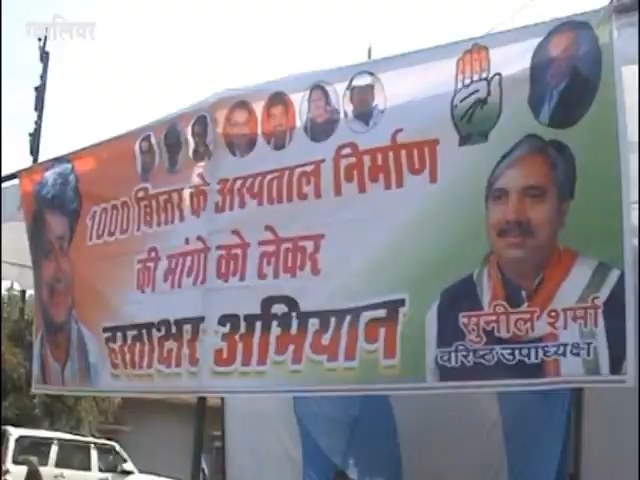 ग्वालियर
1000 बिस्तर के अस्पताल निर्माण
की मांगो को लेकर
हस्ताक्षर अभियान
सुनील शर्मा
वरिष्ठ उपाध्यक्ष